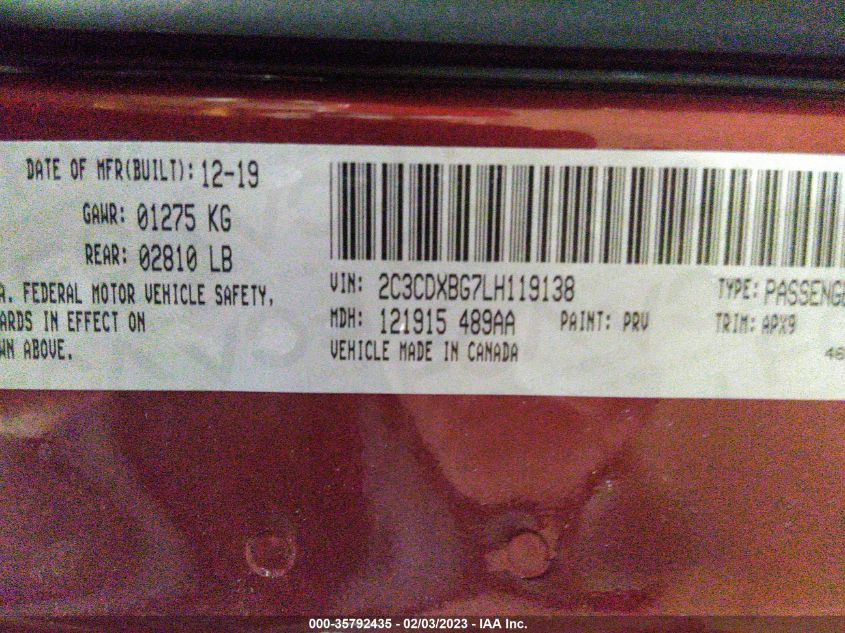 DATE OF MFR(BUILT): 12-19
GAWR: 01275 KG
REAR: 02810 LB
A. FEDERAL MOTOR VEHICLE SAFETY,
ARDS IN EFFECT ON
WN ABOVE.
VIN: 2C3CDXBG7LH119138 TYPE: PASSENGE
MDH: 121915 489AA PAINT: PRV TRIM: APX9
VEHICLE MADE IN CANADA 46
000-35792435 - 02/03/2023 - IAA Inc.